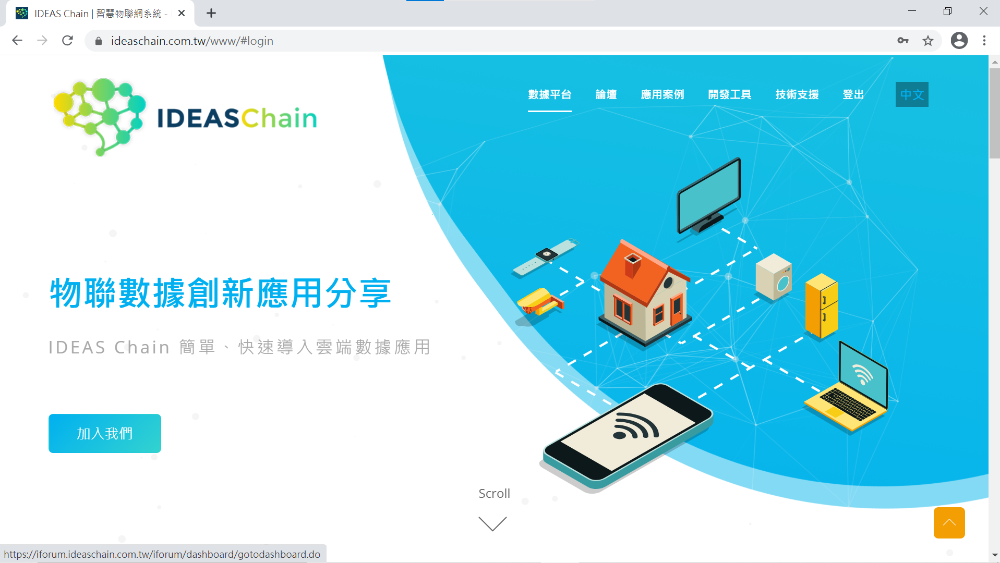 IDEAS Chain | 智慧物聯網系統 -
ideaschain.com.tw/www/#login
IDEASChain
數據平台 論壇 應用案例 開發工具 技術支援 登出 中文
物聯數據創新應用分享
IDEAS Chain 簡單、快速導入雲端數據應用
加入我們
Scroll
https://iforum.ideaschain.com.tw/iforum/dashboard/gotodashboard.do